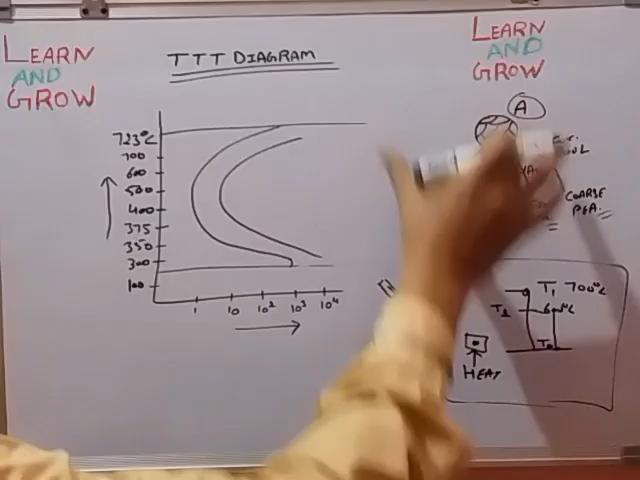 LEARN
AND
GROW
TTT DIAGRAM
LEARN
AND
GROW
A
723°C
700
600
500
400
375
350
300
100
1
10
10²
10³
10⁴
COARSE
PEA.
T₁ 700°C
HEAT